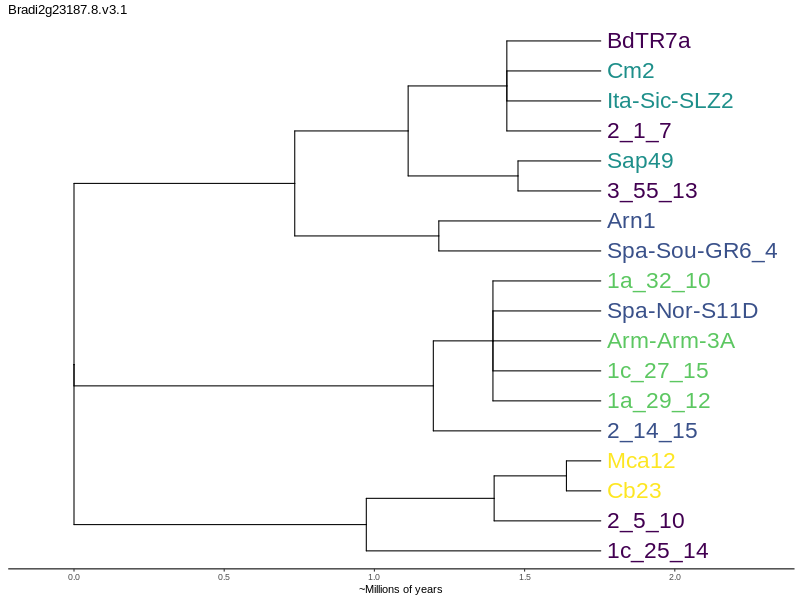 Bradi2g23187.8.v3.1
BdTR7a
Cm2
Ita-Sic-SLZ2
2_1_7
Sap49
3_55_13
Arn1
Spa-Sou-GR6_4
1a_32_10
Spa-Nor-S11D
Arm-Arm-3A
1c_27_15
1a_29_12
2_14_15
Mca12
Cb23
2_5_10
1c_25_14
0.0 0.5 1.0 1.5 2.0
~Millions of years